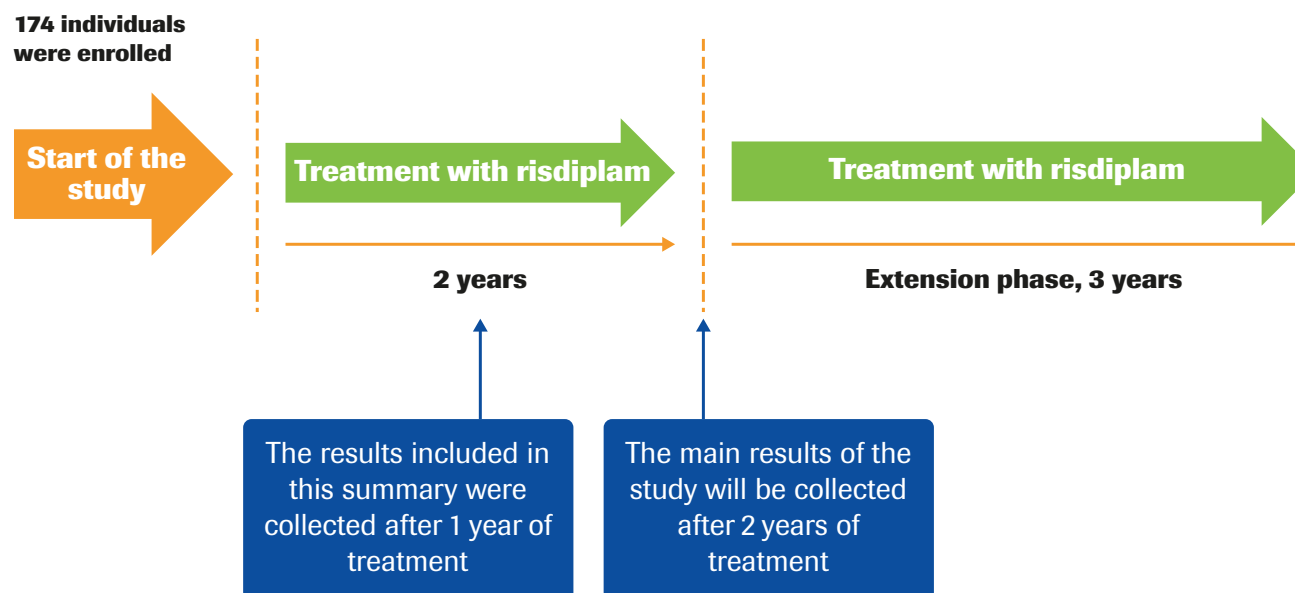 174 individuals
were enrolled
Start of the
study
Treatment with risdiplam
Treatment with risdiplam
2 years
Extension phase, 3 years
The results included in
this summary were
collected after 1 year of
treatment
The main results of the
study will be collected
after 2 years of
treatment